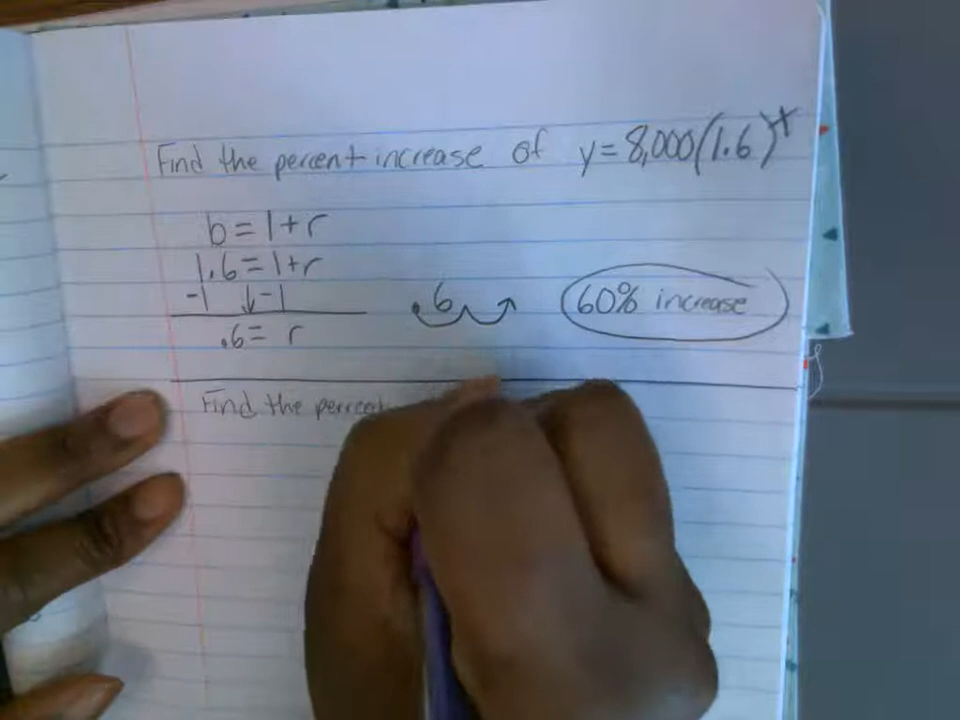 Find the percent increase of y=8,000(1.6)^t
b=1+r
1.6=1+r
-1 ↓-1
.6= r
.6
60% increase
Find the percent